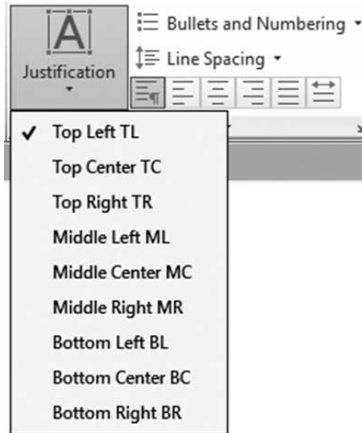 A
Bullets and Numbering
Line Spacing
Justification
Top Left TL
Top Center TC
Top Right TR
Middle Left ML
Middle Center MC
Middle Right MR
Bottom Left BL
Bottom Center BC
Bottom Right BR